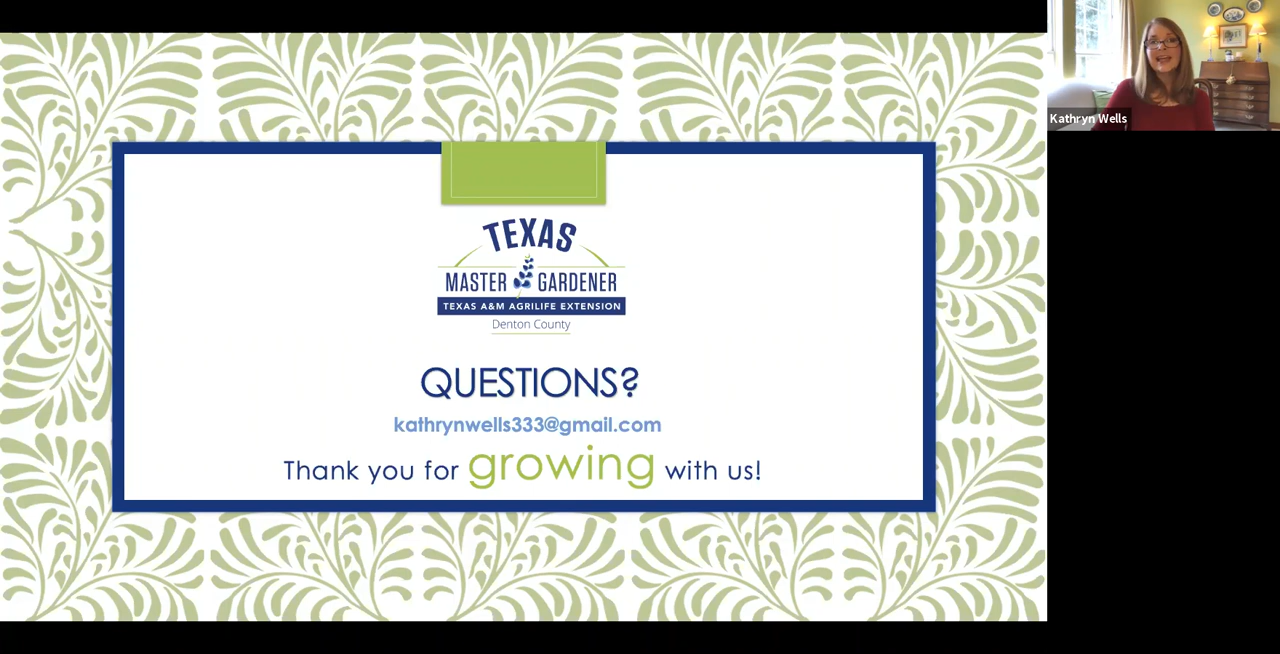 Kathryn Wells
TEXAS
MASTER GARDENER
TEXAS A&M AGRILIFE EXTENSION
Denton County
QUESTIONS?
kathrynwells333@gmail.com
Thank you for growing with us!